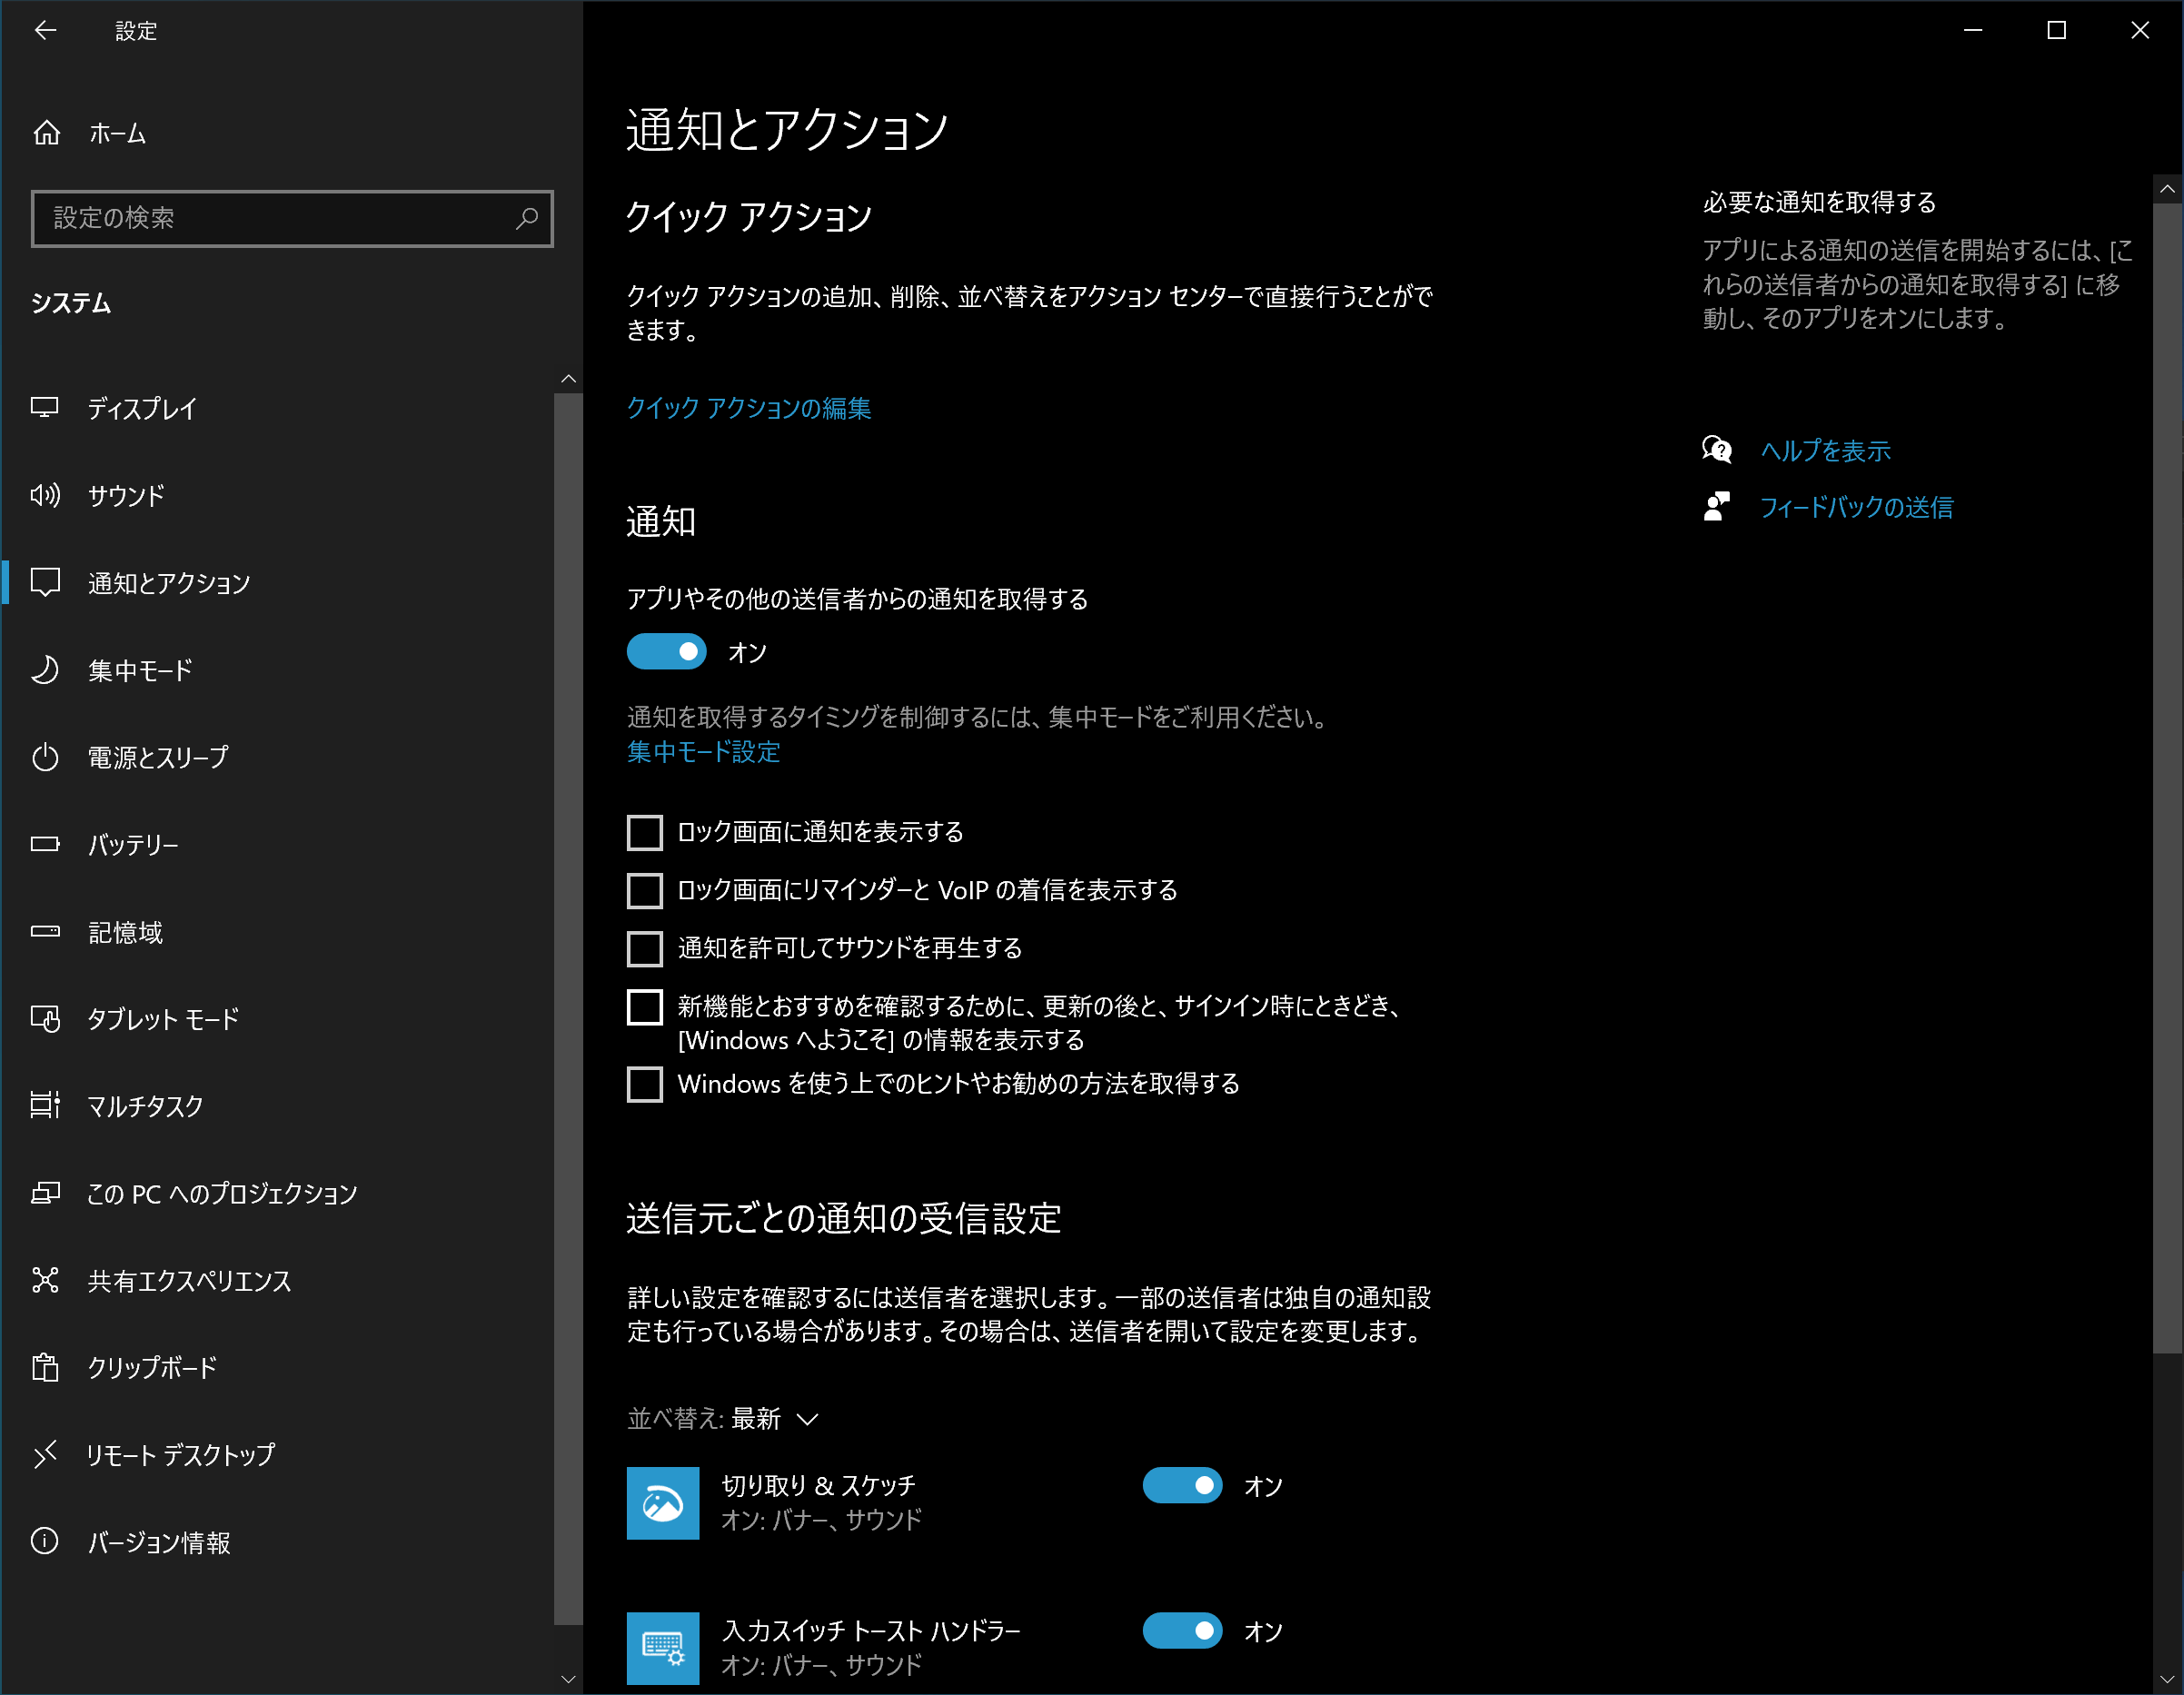 設定
ホーム
設定の検索
システム
ディスプレイ
サウンド
通知とアクション
集中モード
電源とスリープ
バッテリー
記憶域
タブレット モード
マルチタスク
この PC へのプロジェクション
共有エクスペリエンス
クリップボード
リモート デスクトップ
バージョン情報
通知とアクション
クイック アクション
クイック アクションの追加、削除、並べ替えをアクション センターで直接行うことがで
きます。
クイック アクションの編集
通知
アプリやその他の送信者からの通知を取得する
オン
通知を取得するタイミングを制御するには、集中モードをご利用ください。
集中モード設定
ロック画面に通知を表示する
ロック画面にリマインダーと VoIP の着信を表示する
通知を許可してサウンドを再生する
新機能とおすすめを確認するために、更新の後と、サインイン時にときどき、
[Windows へようこそ] の情報を表示する
Windows を使う上でのヒントやお勧めの方法を取得する
送信元ごとの通知の受信設定
詳しい設定を確認するには送信者を選択します。一部の送信者は独自の通知設
定も行っている場合があります。その場合は、送信者を開いて設定を変更します。
並べ替え: 最新
切り取り & スケッチ
オン: バナー、サウンド
オン
入力スイッチ トースト ハンドラー
オン: バナー、サウンド
オン
必要な通知を取得する
アプリによる通知の送信を開始するには、[こ
れらの送信者からの通知を取得する] に移
動し、そのアプリをオンにします。
ヘルプを表示
フィードバックの送信